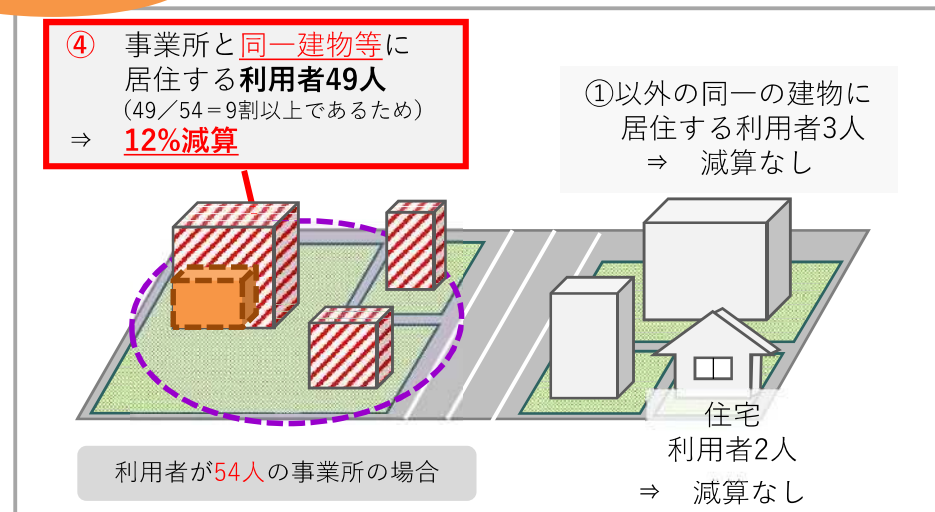 ④ 事業所と同一建物等に
居住する利用者49人
（49／54＝9割以上であるため）
⇒ 12%減算
①以外の同一の建物に
居住する利用者3人
⇒ 減算なし
住宅
利用者2人
⇒ 減算なし
利用者が54人の事業所の場合